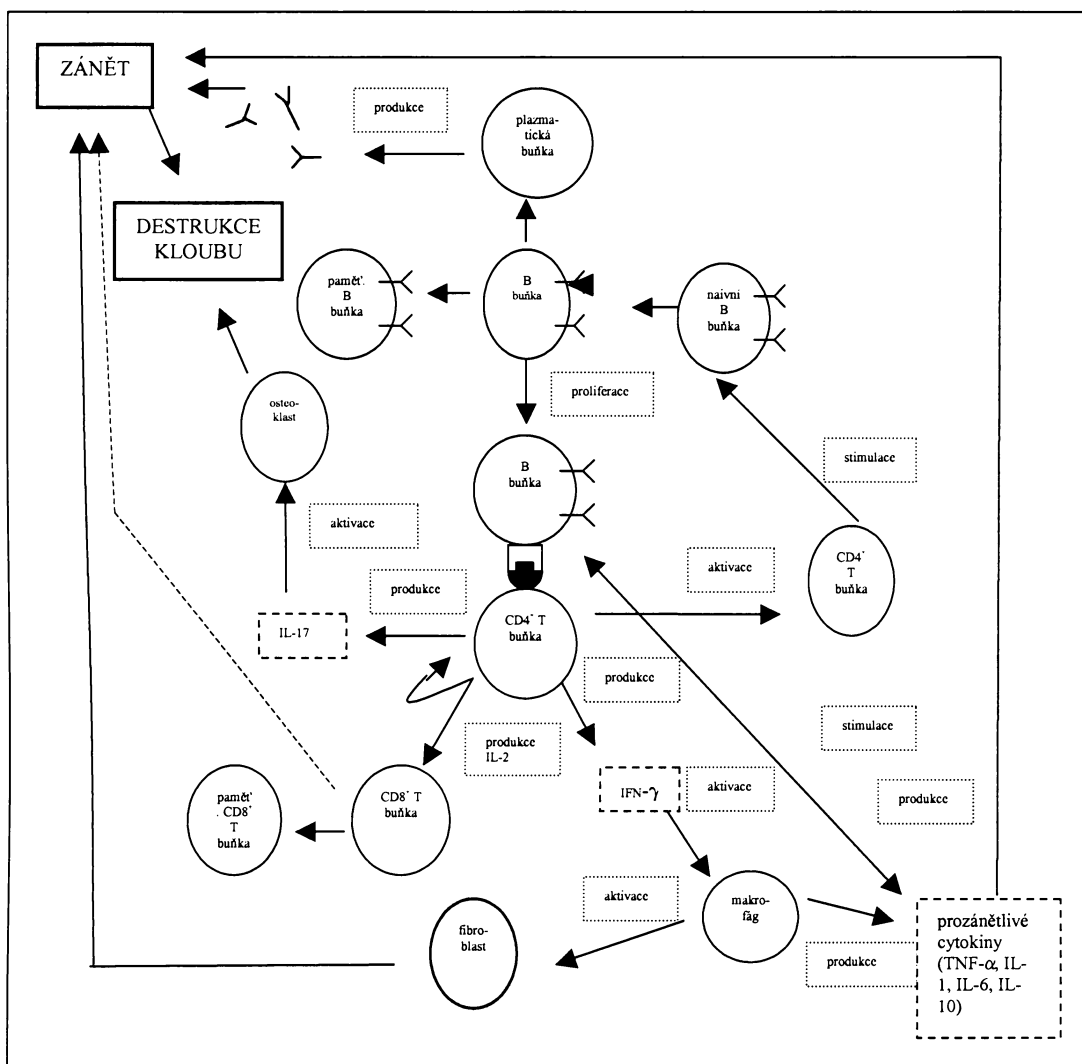 ZÁNĚT
produkce
plazma-
tická
buňka
DESTRUKCE
KLOUBU
paměť.
B
buňka
B
buňka
naivní
B
buňka
proliferace
osteo-
klast
stimulace
B
buňka
aktivace
aktivace
CD4⁺
T
buňka
produkce
IL-17
CD4⁺ T
buňka
produkce
stimulace
produkce
IL-2
IFN-γ
aktivace
produkce
paměť
. CD8⁺
T
buňka
CD8⁺ T
buňka
aktivace
makro-
fág
fibro-
blast
produkce
prozánětlivé
cytokiny
(TNF-α, IL-
1, IL-6, IL-
10)